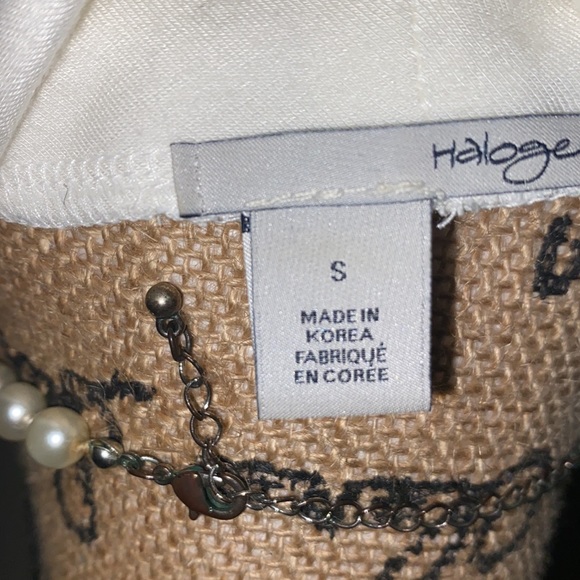 Haloge
S
MADE IN
KOREA
FABRIQUÉ
EN CORÉE